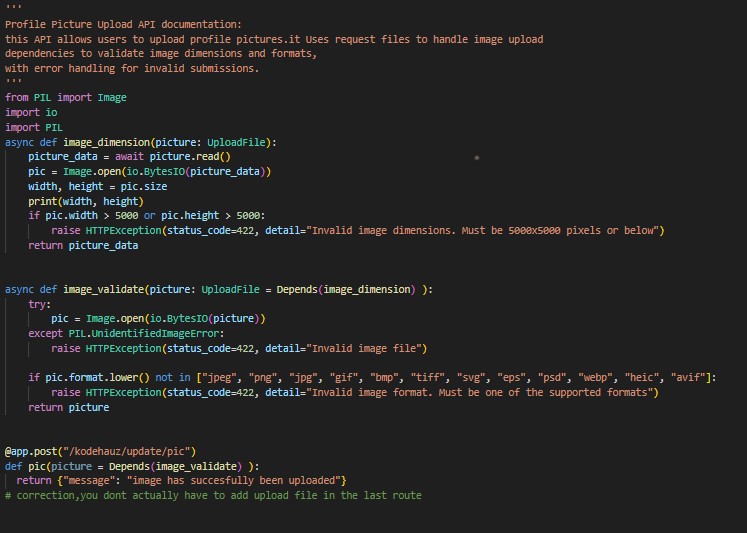 '''
Profile Picture Upload API documentation:
this API allows users to upload profile pictures.it Uses request files to handle image upload
dependencies to validate image dimensions and formats,
with error handling for invalid submissions.
'''
from PIL import Image
import io
import PIL
async def image_dimension(picture: UploadFile):
    picture_data = await picture.read()
    pic = Image.open(io.BytesIO(picture_data))
    width, height = pic.size
    print(width, height)
    if pic.width > 5000 or pic.height > 5000:
        raise HTTPException(status_code=422, detail="Invalid image dimensions. Must be 5000x5000 pixels or below")
    return picture_data
async def image_validate(picture: UploadFile = Depends(image_dimension) ):
    try:
        pic = Image.open(io.BytesIO(picture))
    except PIL.UnidentifiedImageError:
        raise HTTPException(status_code=422, detail="Invalid image file")
    if pic.format.lower() not in ["jpeg", "png", "jpg", "gif", "bmp", "tiff", "svg", "eps", "psd", "webp", "heic", "avif"]:
        raise HTTPException(status_code=422, detail="Invalid image format. Must be one of the supported formats")
    return picture
@app.post("/kodehauz/update/pic")
def pic(picture = Depends(image_validate) ):
  return {"message": "image has succesfully been uploaded"}
# correction,you dont actually have to add upload file in the last route